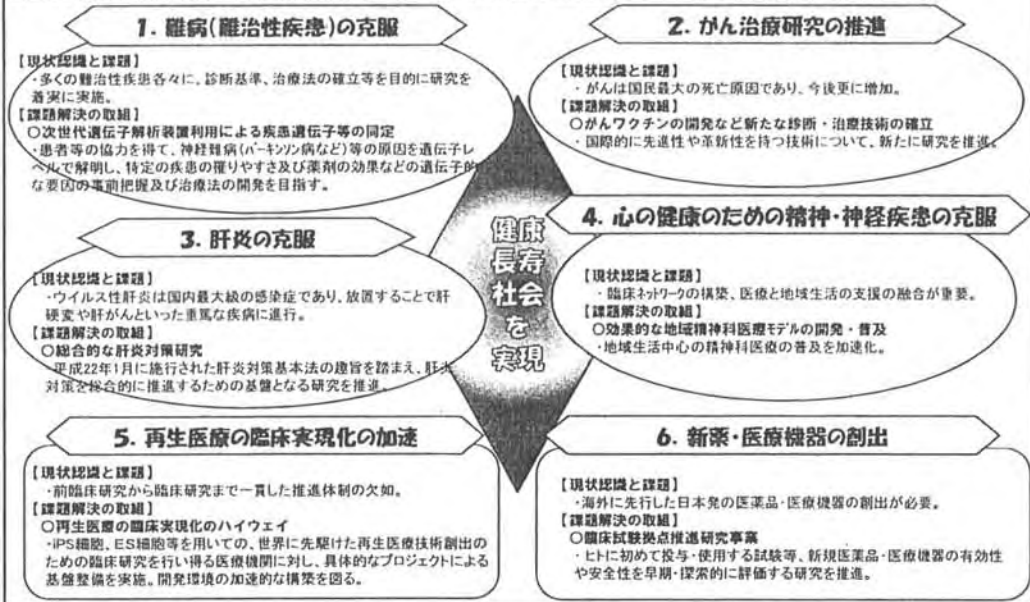 1. 難病(難治性疾患)の克服
【現状認識と課題】
・多くの難治性疾患各々に、診断基準、治療法の確立等を目的に研究を
着実に実施。
【課題解決の取組】
○次世代遺伝子解析装置利用による疾患遺伝子等の同定
・患者等の協力を得て、神経難病(パーキンソン病など)等の原因を遺伝子レ
ベルで解明し、特定の疾患の罹りやすさ及び薬剤の効果などの遺伝子的
な要因の事前把握及び治療法の開発を目指す。
2. がん治療研究の推進
【現状認識と課題】
・がんは国民最大の死亡原因であり、今後更に増加。
【課題解決の取組】
○がんワクチンの開発など新たな診断・治療技術の確立
・国際的に先進性や革新性を持つ技術について、新たに研究を推進。
健康
長寿
社会
を
実現
3. 肝炎の克服
【現状認識と課題】
・ウイルス性肝炎は国内最大級の感染症であり、放置することで肝
硬変や肝がんといった重篤な疾病に進行。
【課題解決の取組】
○総合的な肝炎対策研究
・平成22年1月に施行された肝炎対策基本法の趣旨を踏まえ、肝炎
対策を総合的に推進するための基盤となる研究を推進。
4. 心の健康のための精神・神経疾患の克服
【現状認識と課題】
・臨床ネットワークの構築、医療と地域生活の支援の融合が重要。
【課題解決の取組】
○効果的な地域精神科医療モデルの開発・普及
・地域生活中心の精神科医療の普及を加速化。
5. 再生医療の臨床実現化の加速
【現状認識と課題】
・前臨床研究から臨床研究まで一貫した推進体制の欠如。
【課題解決の取組】
○再生医療の臨床実現化のハイウェイ
・iPS細胞、ES細胞等を用いての、世界に先駆けた再生医療技術創出の
ための臨床研究を行い得る医療機関に対し、具体的なプロジェクトによる
基盤整備を実施。開発環境の加速的な構築を図る。
6. 新薬・医療機器の創出
【現状認識と課題】
・海外に先行した日本発の医薬品・医療機器の創出が必要。
【課題解決の取組】
○臨床試験拠点推進研究事業
・ヒトに初めて投与・使用する試験等、新規医薬品・医療機器の有効性
や安全性を早期・探索的に評価する研究を推進。